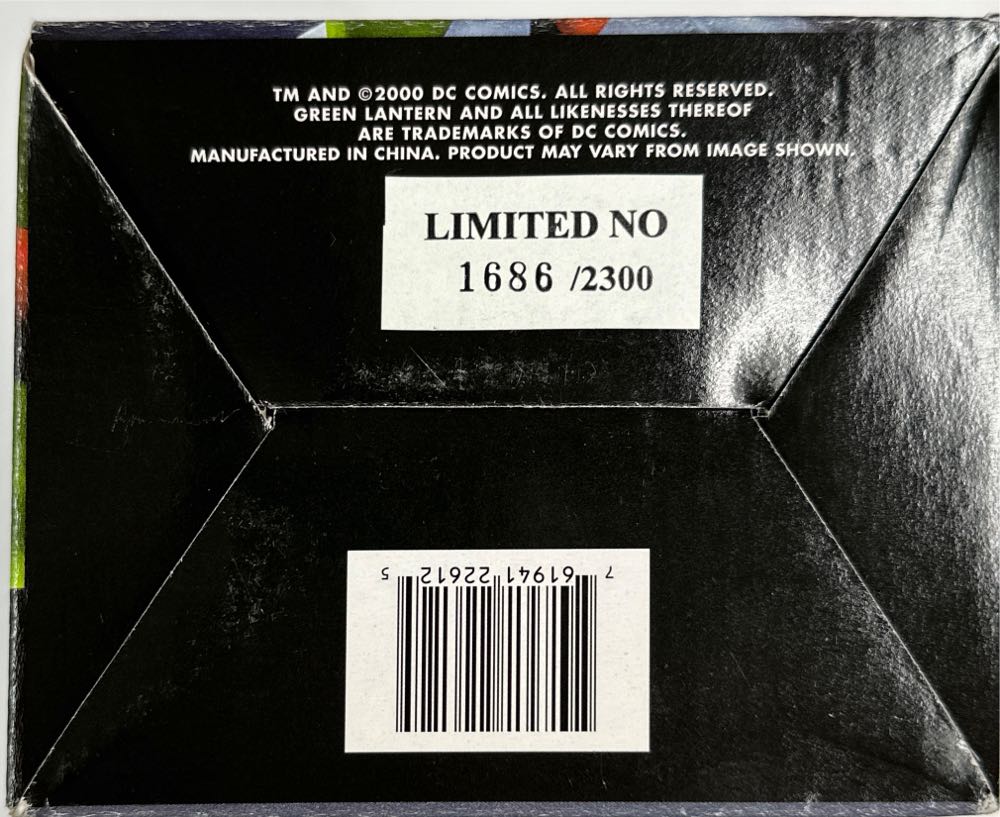 TM AND ©2000 DC COMICS. ALL RIGHTS RESERVED.
GREEN LANTERN AND ALL LIKENESSES THEREOF
ARE TRADEMARKS OF DC COMICS.
MANUFACTURED IN CHINA. PRODUCT MAY VARY FROM IMAGE SHOWN.
LIMITED NO
1686 /2300
7 61941 22612 5